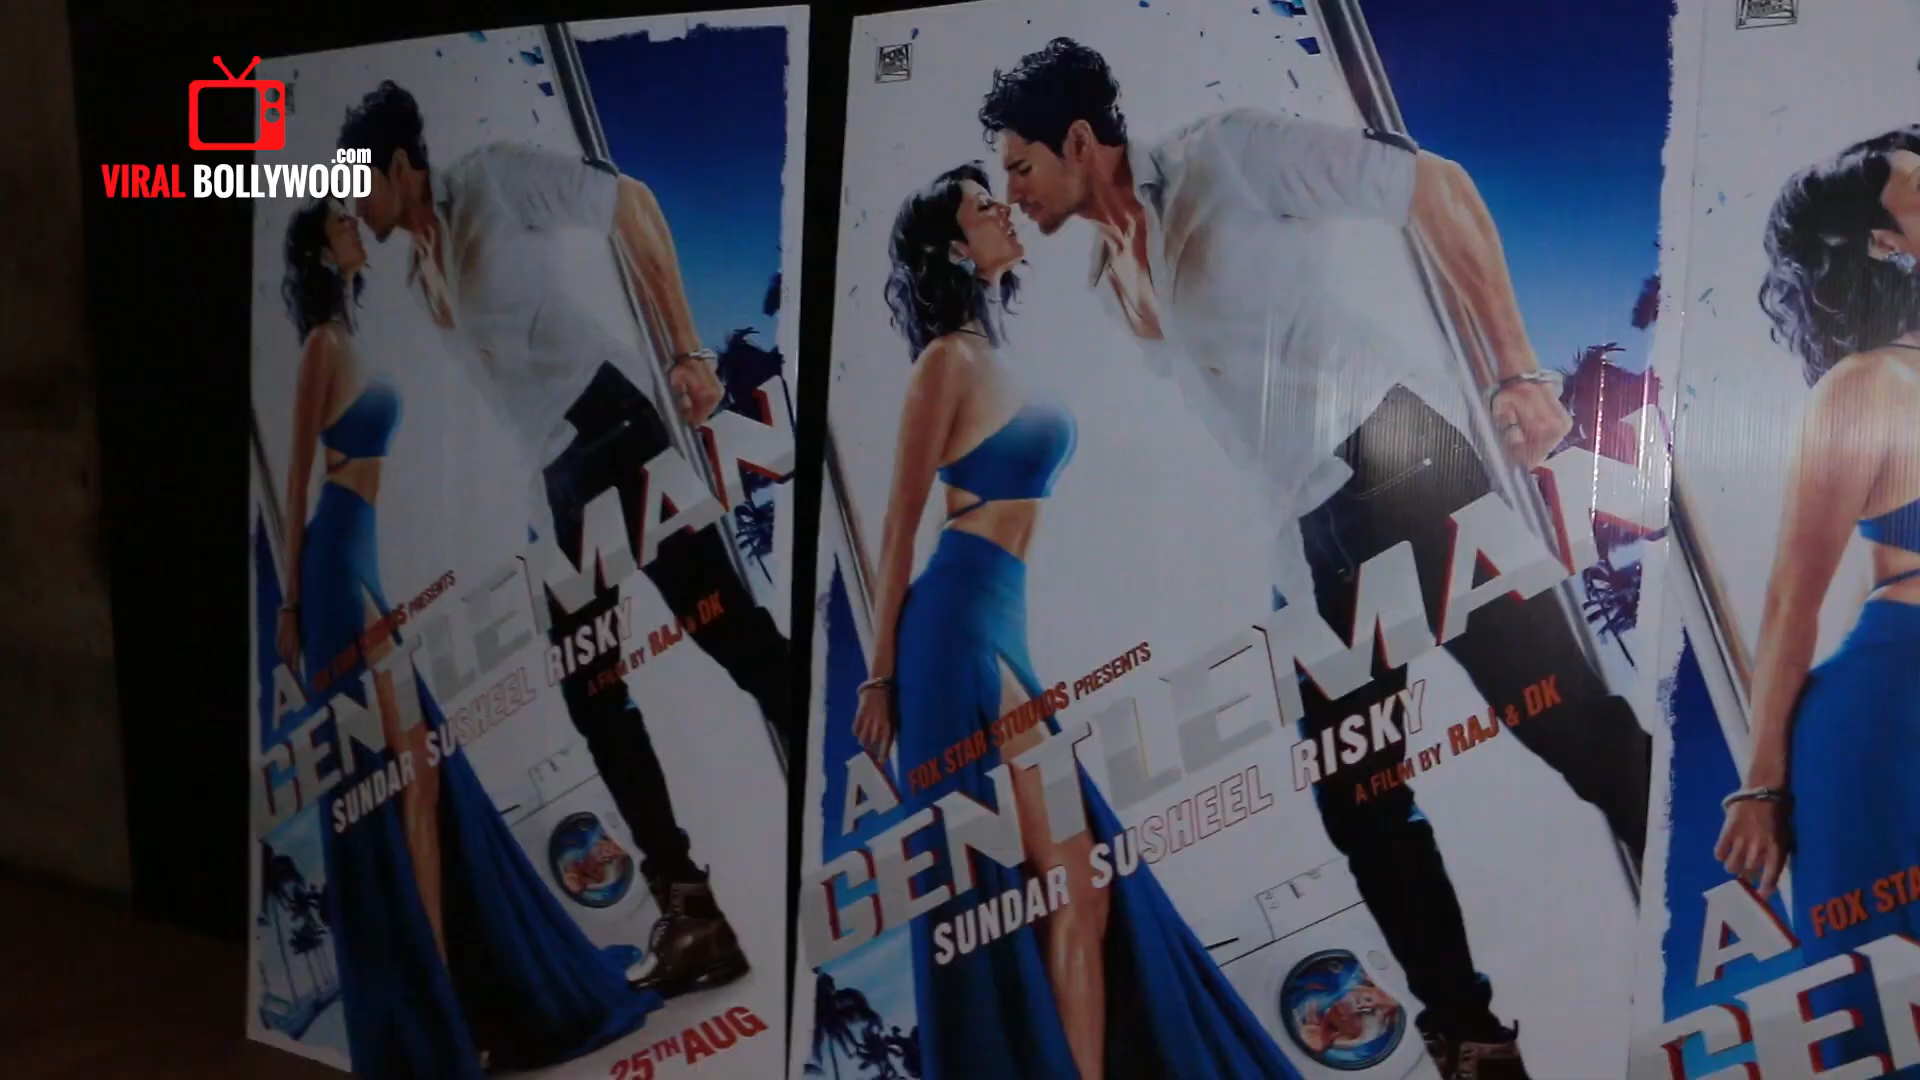 VIRAL BOLLYWOOD
.com
FOX STAR STUDIOS PRESENTS
A
GENTLEMAN
SUNDAR SUSHEEL RISKY
A FILM BY RAJ & DK
25TH AUG
FOX STAR STUDIOS PRESENTS
A
GENTLEMAN
SUNDAR SUSHEEL RISKY
A FILM BY RAJ & DK
FOX STA
A
GEN